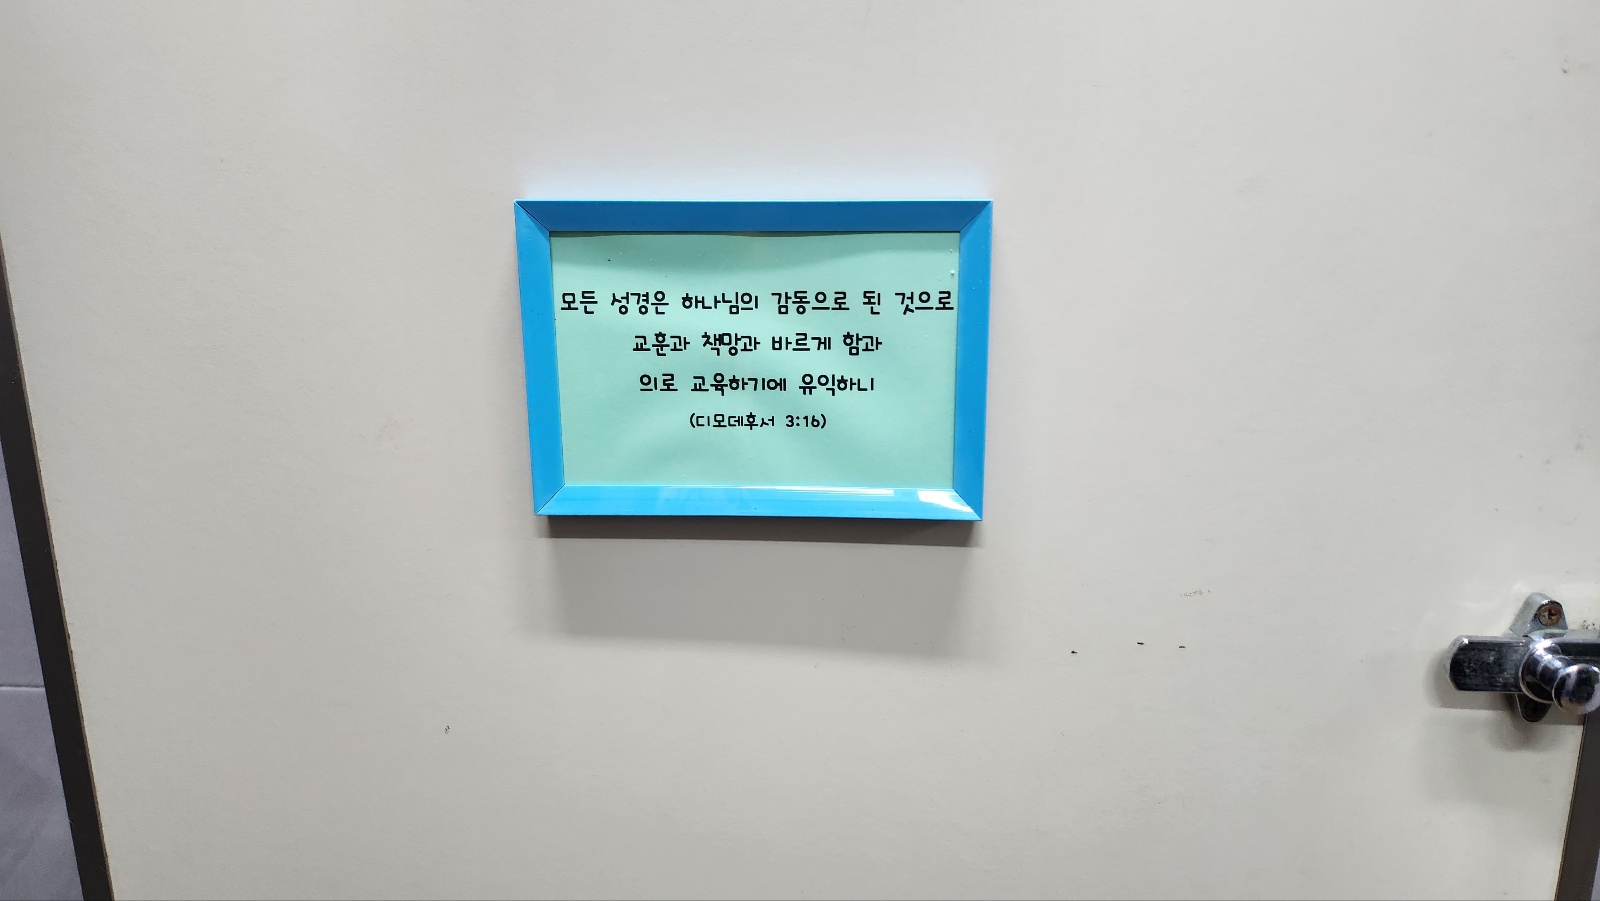 모든 성경은 하나님의 감동으로 된 것으로
교훈과 책망과 바르게 함과
의로 교육하기에 유익하니
(디모데후서 3:16)